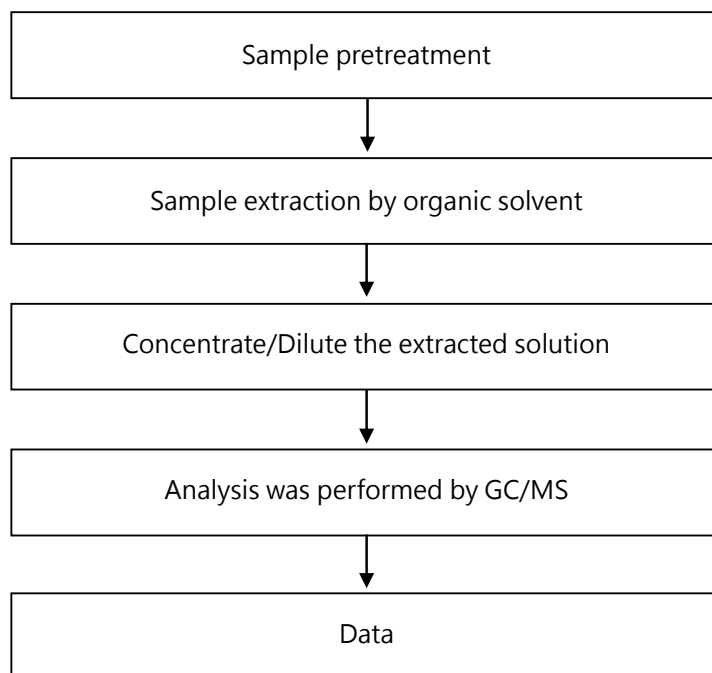 Sample pretreatment
Sample extraction by organic solvent
Concentrate/Dilute the extracted solution
Analysis was performed by GC/MS
Data